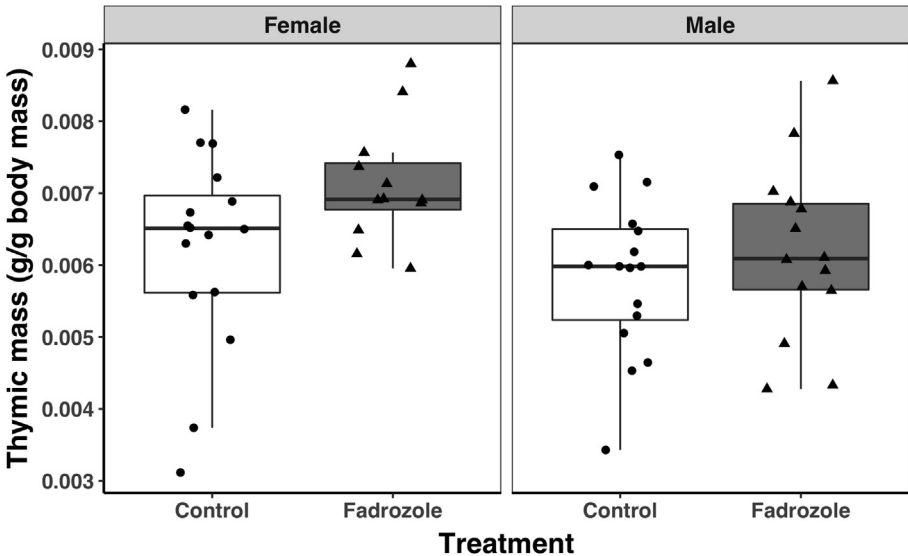 Female
Male
Thymic mass (g/g body mass)
0.009
0.008
0.007
0.006
0.005
0.004
0.003
Control
Fadrozole
Control
Fadrozole
Treatment